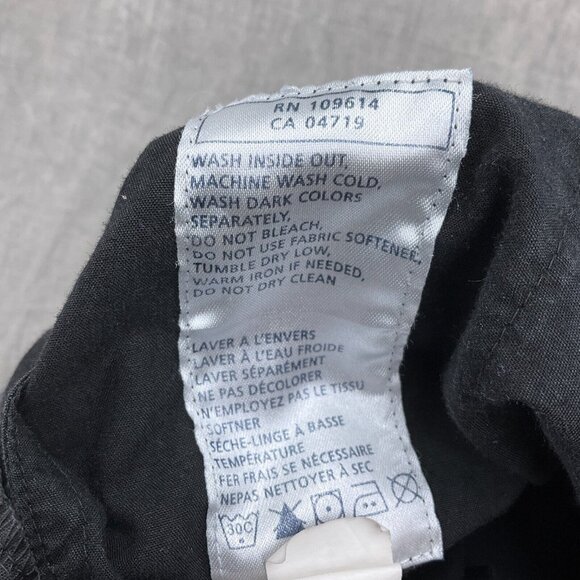 RN 109614
CA 04719
WASH INSIDE OUT,
MACHINE WASH COLD,
WASH DARK COLORS
SEPARATELY,
DO NOT BLEACH,
DO NOT USE FABRIC SOFTENER,
TUMBLE DRY LOW,
WARM IRON IF NEEDED,
DO NOT DRY CLEAN
LAVER A L'ENVERS
LAVER À L'EAU FROIDE
LAVER SÉPARÉMENT
NE PAS DÉCOLORER
N'EMPLOYEZ PAS LE TISSU
SOFTNER
SÈCHE-LINGE À BASSE
TEMPÉRATURE
FER FRAIS SE NÉCESSAIRE
NEPAS NETTOYER À SEC
30C